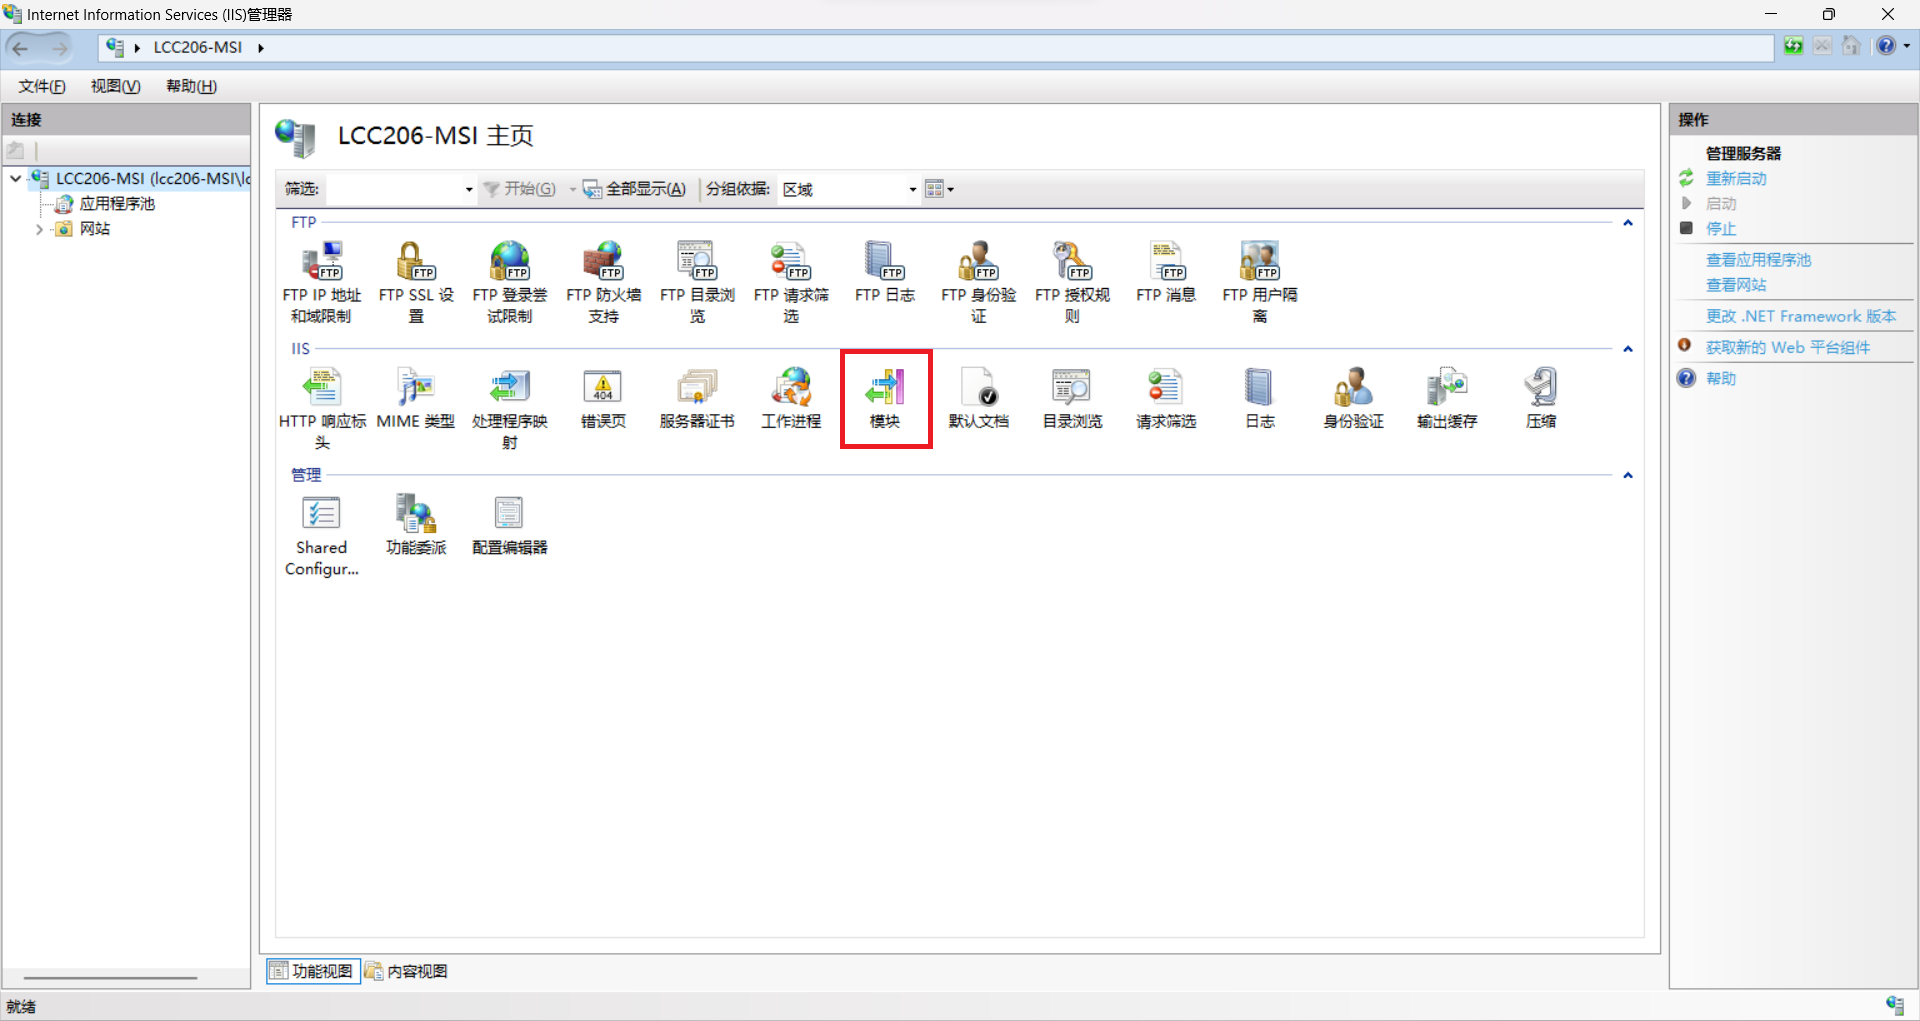 Internet Information Services (IIS)管理器
LCC206-MSI
文件(F) 视图(V) 帮助(H)
连接
LCC206-MSI (lcc206-MSI\lc
应用程序池
网站
LCC206-MSI 主页
筛选: 开始(G) 全部显示(A) 分组依据: 区域
FTP
FTP IP 地址和域限制
FTP SSL 设置
FTP 登录尝试限制
FTP 防火墙支持
FTP 目录浏览
FTP 请求筛选
FTP 日志
FTP 身份验证
FTP 授权规则
FTP 消息
FTP 用户隔离
IIS
HTTP 响应标头
MIME 类型
处理程序映射
404
错误页
服务器证书
工作进程
模块
默认文档
目录浏览
请求筛选
日志
身份验证
输出缓存
压缩
管理
Shared Configur...
功能委派
配置编辑器
功能视图 内容视图
操作
管理服务器
重新启动
启动
停止
查看应用程序池
查看网站
更改 .NET Framework 版本
获取新的 Web 平台组件
帮助
就绪